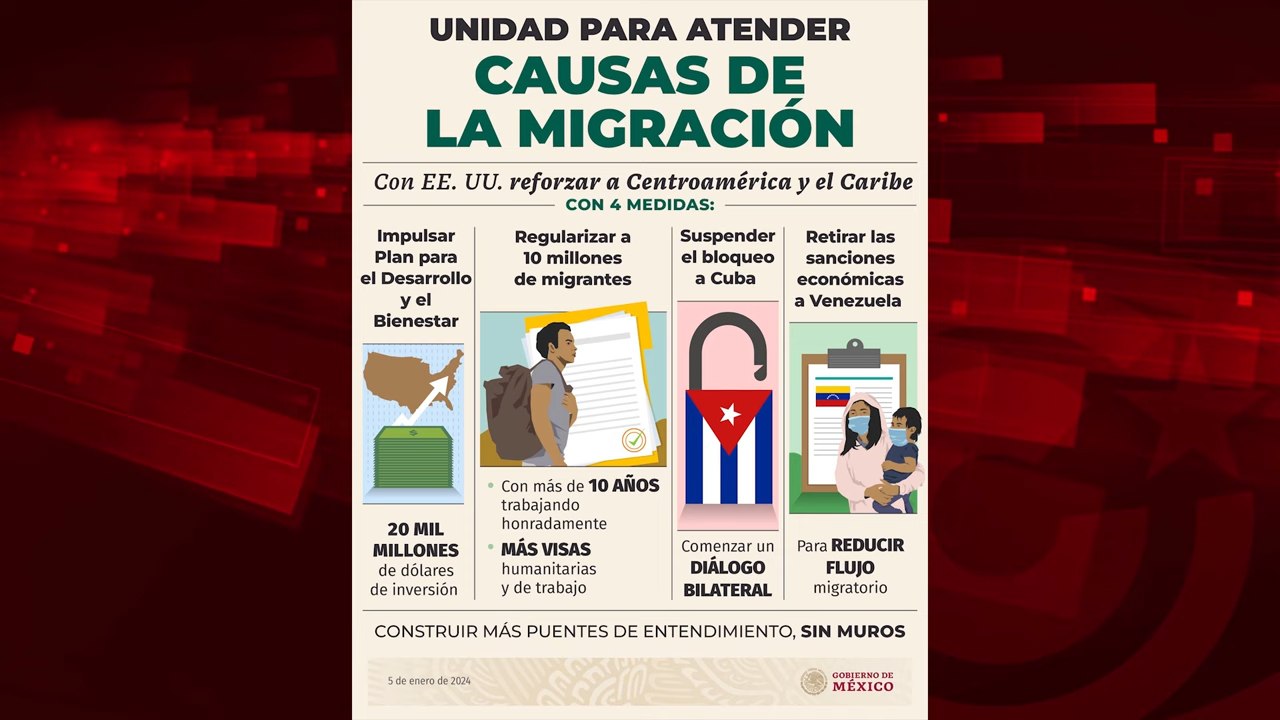 UNIDAD PARA ATENDER
CAUSAS DE
LA MIGRACIÓN
Con EE. UU. reforzar a Centroamérica y el Caribe
CON 4 MEDIDAS:
Impulsar
Plan para
el Desarrollo
y el
Bienestar
20 MIL
MILLONES
de dólares
de inversión
Regularizar a
10 millones
de migrantes
• Con más de 10 AÑOS
trabajando
honradamente
• MÁS VISAS
humanitarias
y de trabajo
Suspender
el bloqueo
a Cuba
Comenzar un
DIÁLOGO
BILATERAL
Retirar las
sanciones
económicas
a Venezuela
Para REDUCIR
FLUJO
migratorio
CONSTRUIR MÁS PUENTES DE ENTENDIMIENTO, SIN MUROS
5 de enero de 2024
GOBIERNO DE
MÉXICO